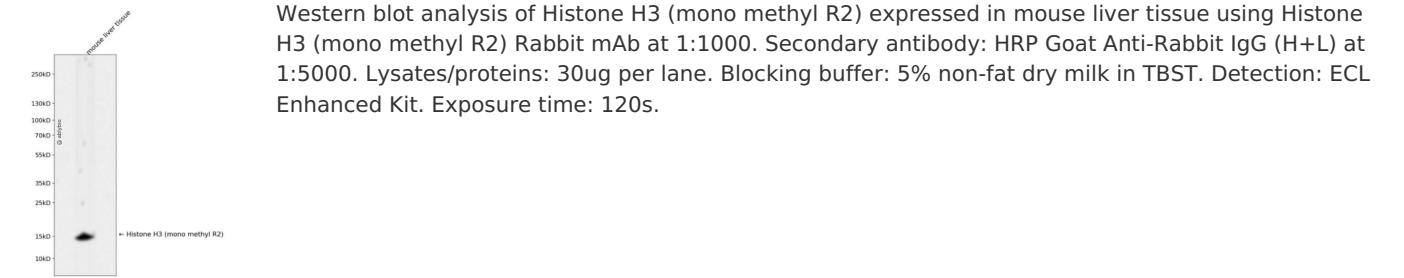 mouse liver tissue
250kD
130kD
100kD
70kD
55kD
35kD
25kD
15kD
10kD
@ ablybio
← Histone H3 (mono methyl R2)
Western blot analysis of Histone H3 (mono methyl R2) expressed in mouse liver tissue using Histone
H3 (mono methyl R2) Rabbit mAb at 1:1000. Secondary antibody: HRP Goat Anti-Rabbit IgG (H+L) at
1:5000. Lysates/proteins: 30ug per lane. Blocking buffer: 5% non-fat dry milk in TBST. Detection: ECL
Enhanced Kit. Exposure time: 120s.